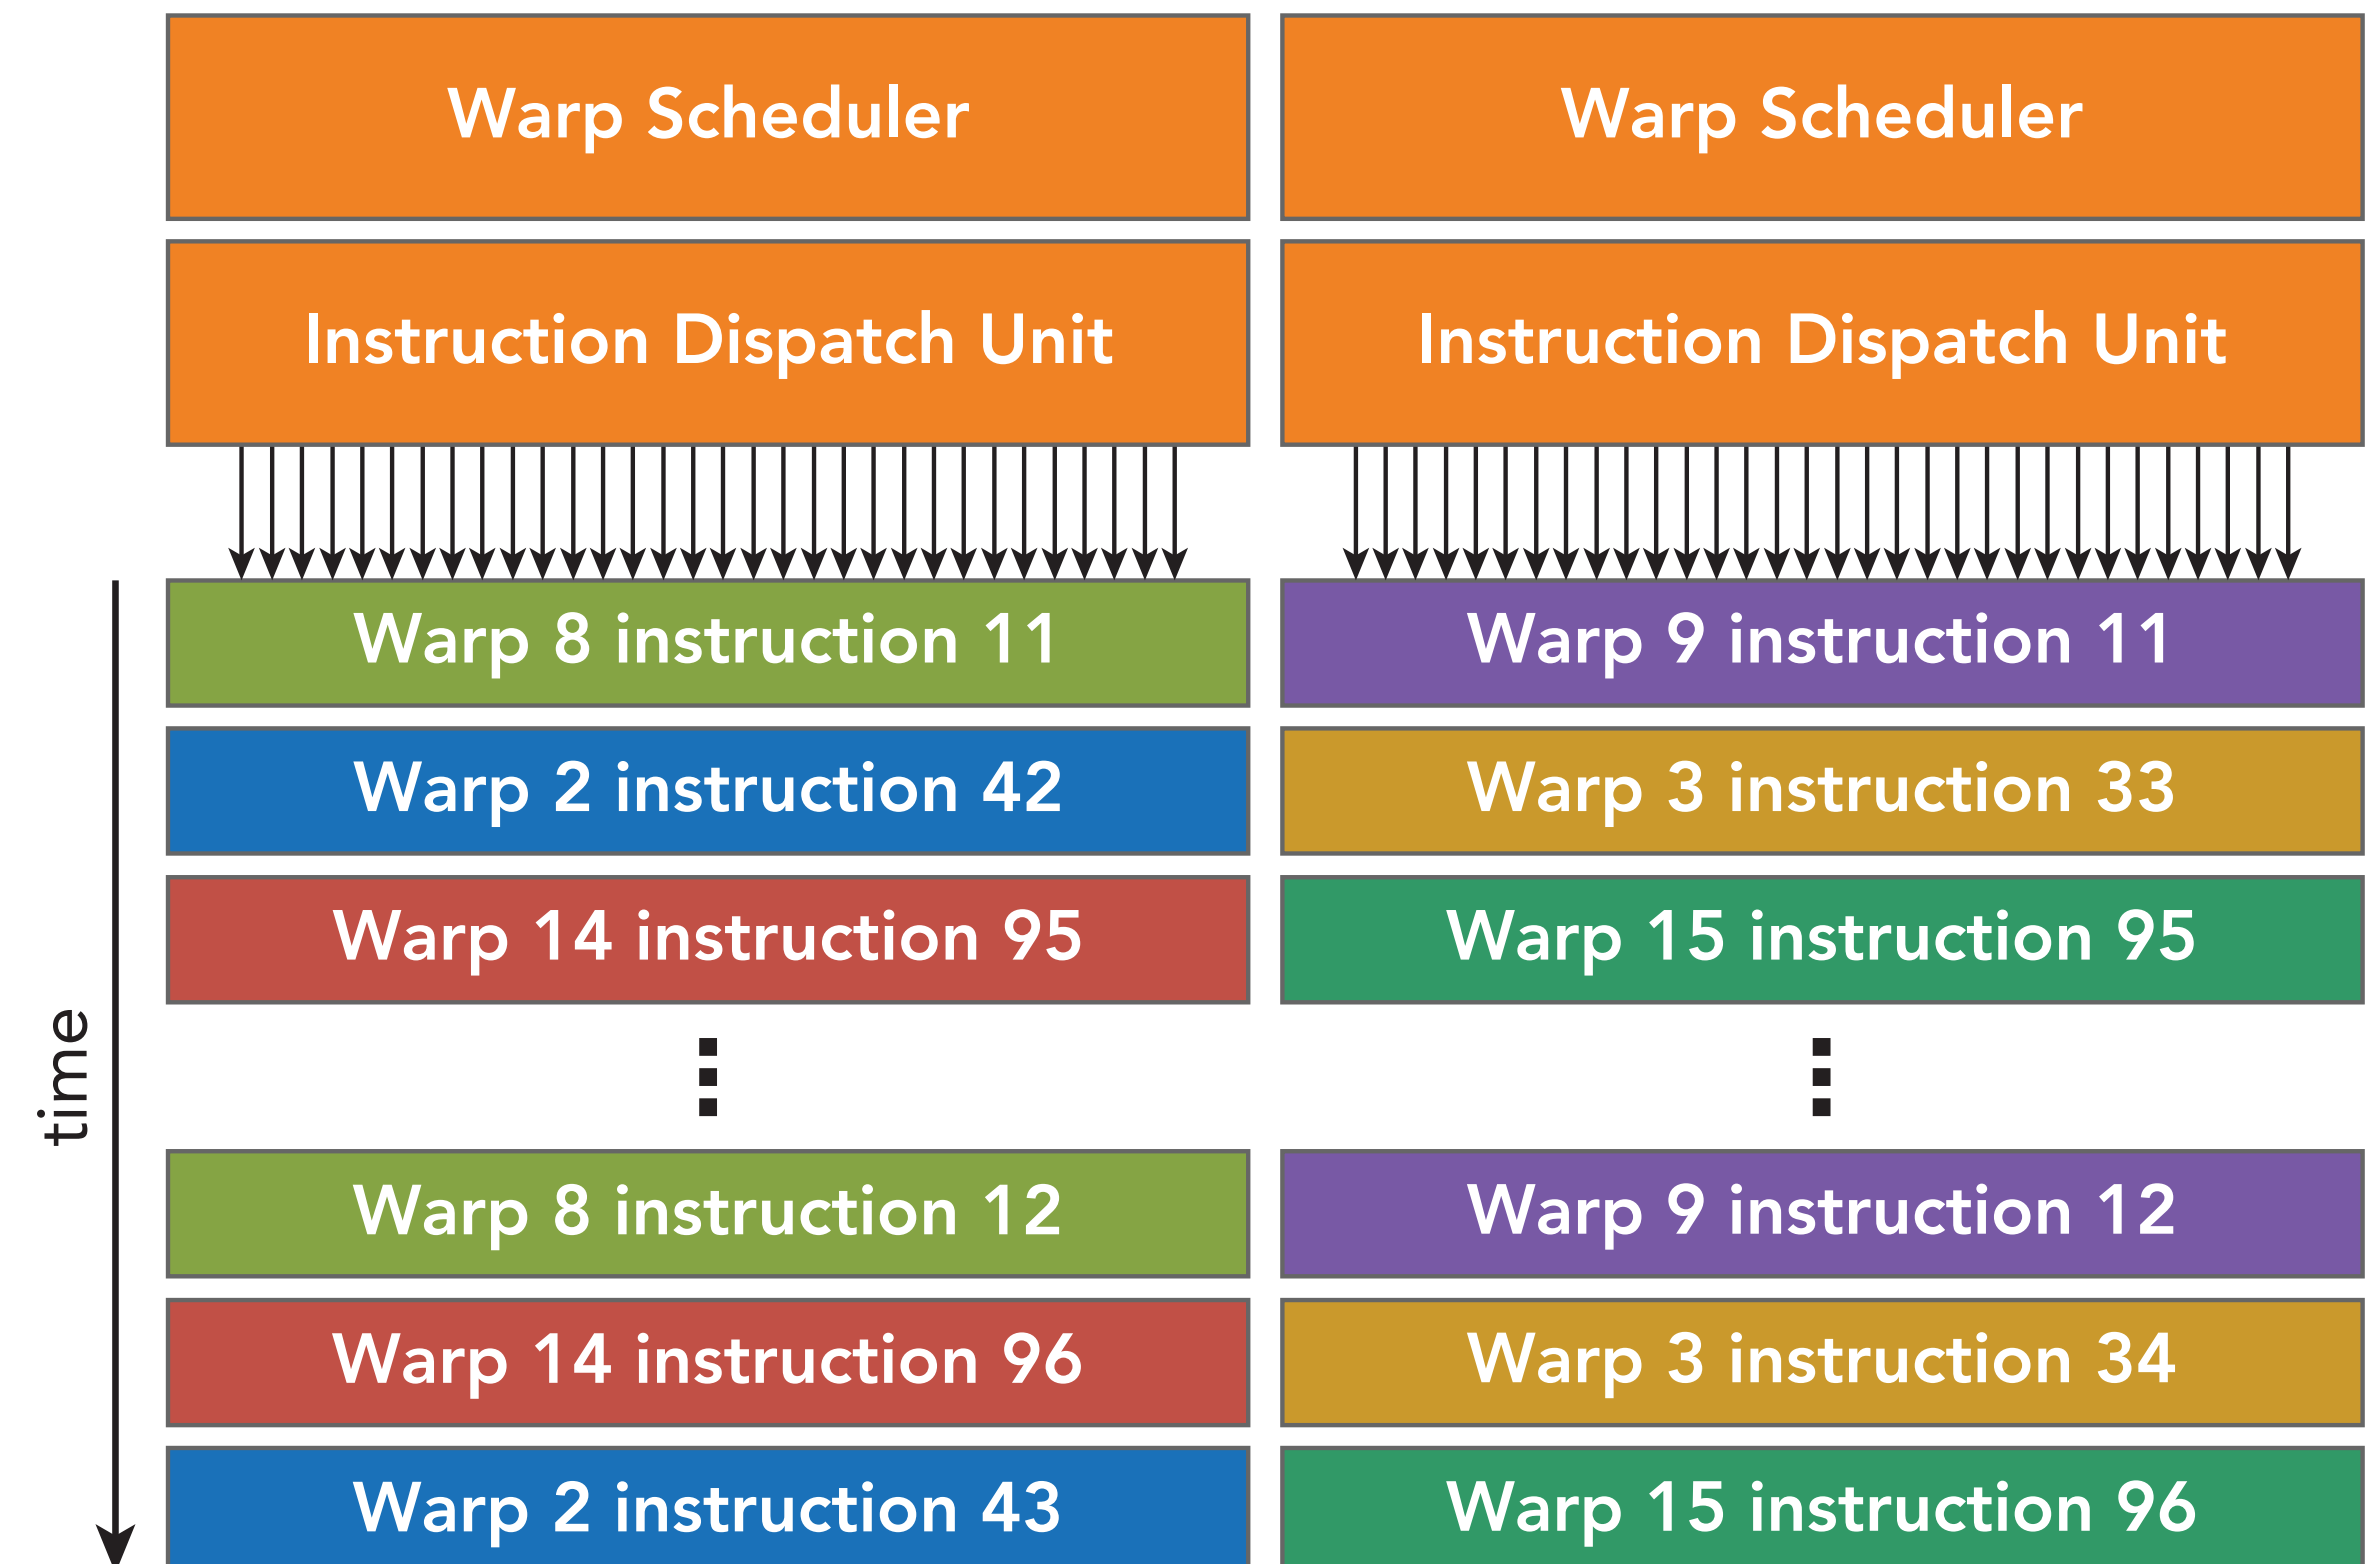 Warp Scheduler
Warp Scheduler
Instruction Dispatch Unit
Instruction Dispatch Unit
Warp 8 instruction 11
Warp 9 instruction 11
Warp 2 instruction 42
Warp 3 instruction 33
Warp 14 instruction 95
Warp 15 instruction 95
time
Warp 8 instruction 12
Warp 9 instruction 12
Warp 14 instruction 96
Warp 3 instruction 34
Warp 2 instruction 43
Warp 15 instruction 96